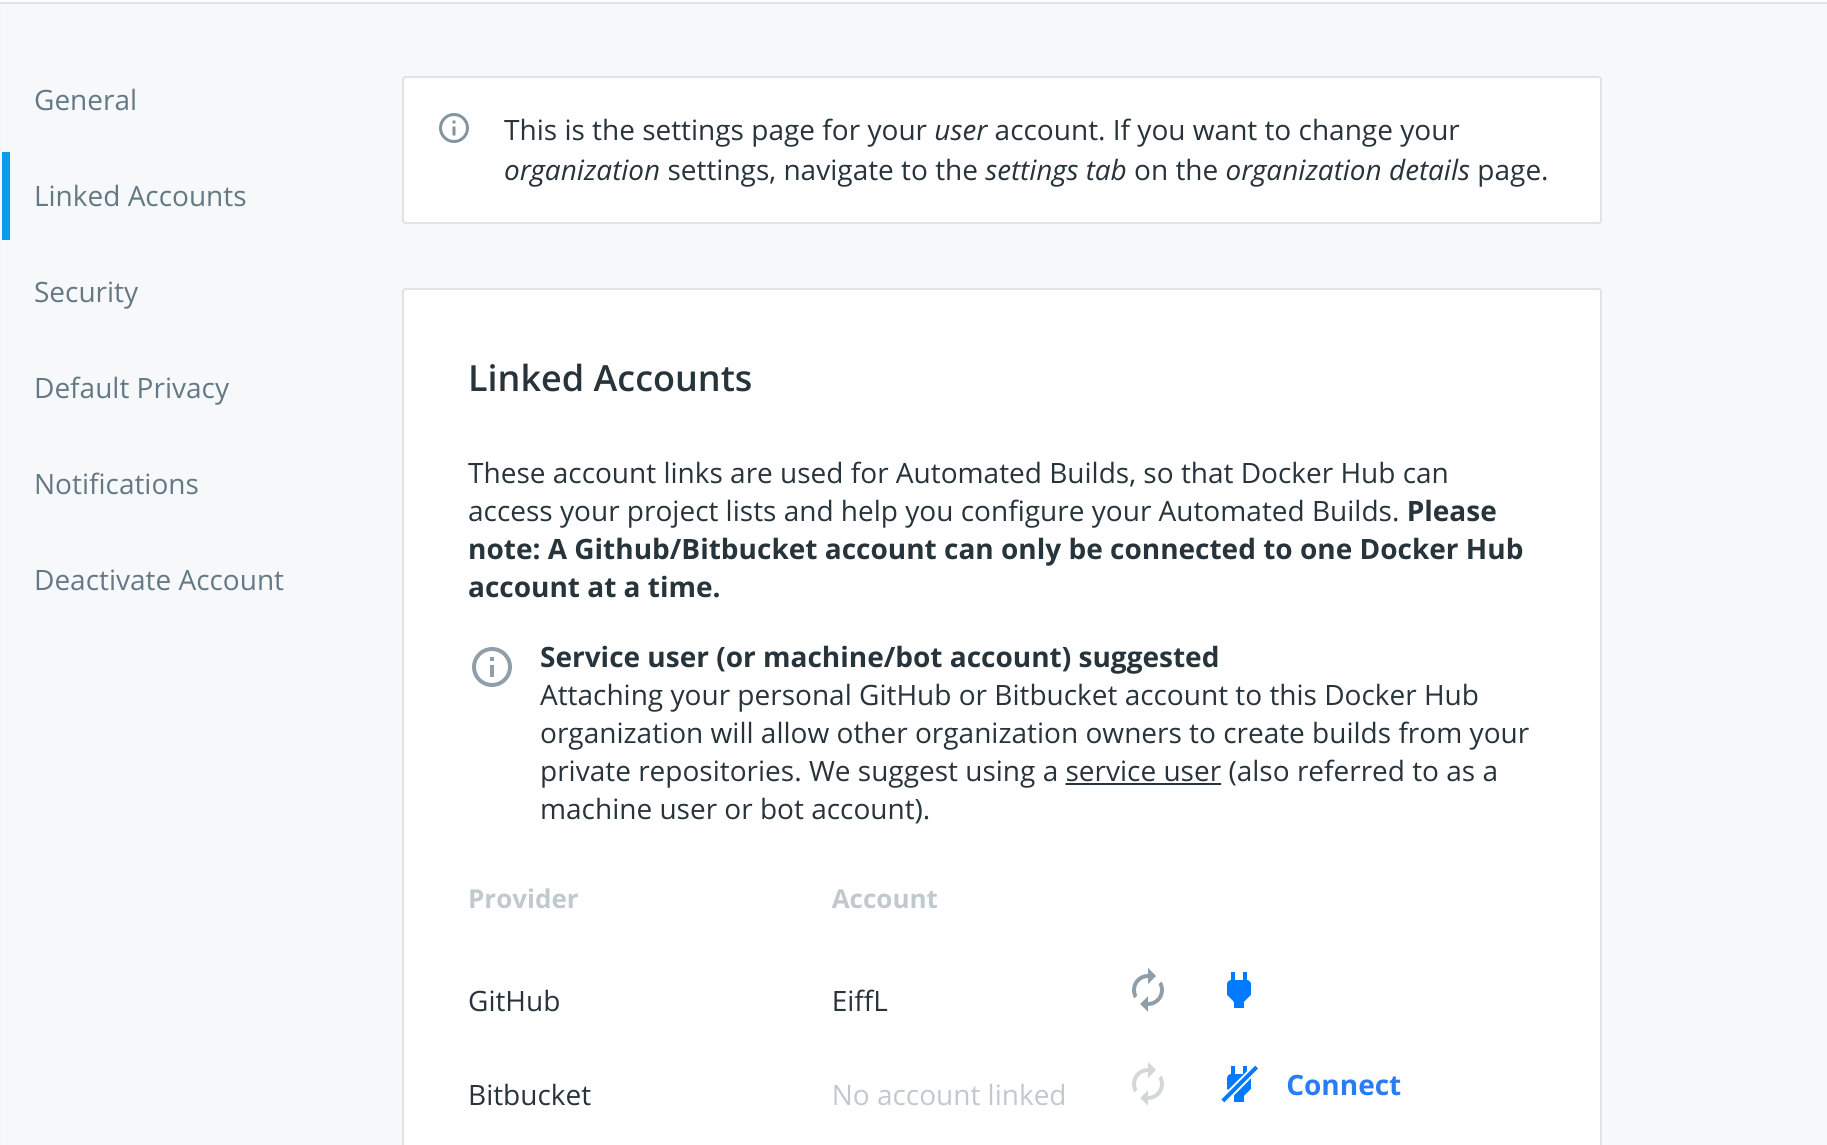 General
Linked Accounts
Security
Default Privacy
Notifications
Deactivate Account
This is the settings page for your user account. If you want to change your
organization settings, navigate to the settings tab on the organization details page.
Linked Accounts
These account links are used for Automated Builds, so that Docker Hub can
access your project lists and help you configure your Automated Builds. Please
note: A Github/Bitbucket account can only be connected to one Docker Hub
account at a time.
Service user (or machine/bot account) suggested
Attaching your personal GitHub or Bitbucket account to this Docker Hub
organization will allow other organization owners to create builds from your
private repositories. We suggest using a service user (also referred to as a
machine user or bot account).
Provider Account
GitHub EiffL
Bitbucket No account linked Connect